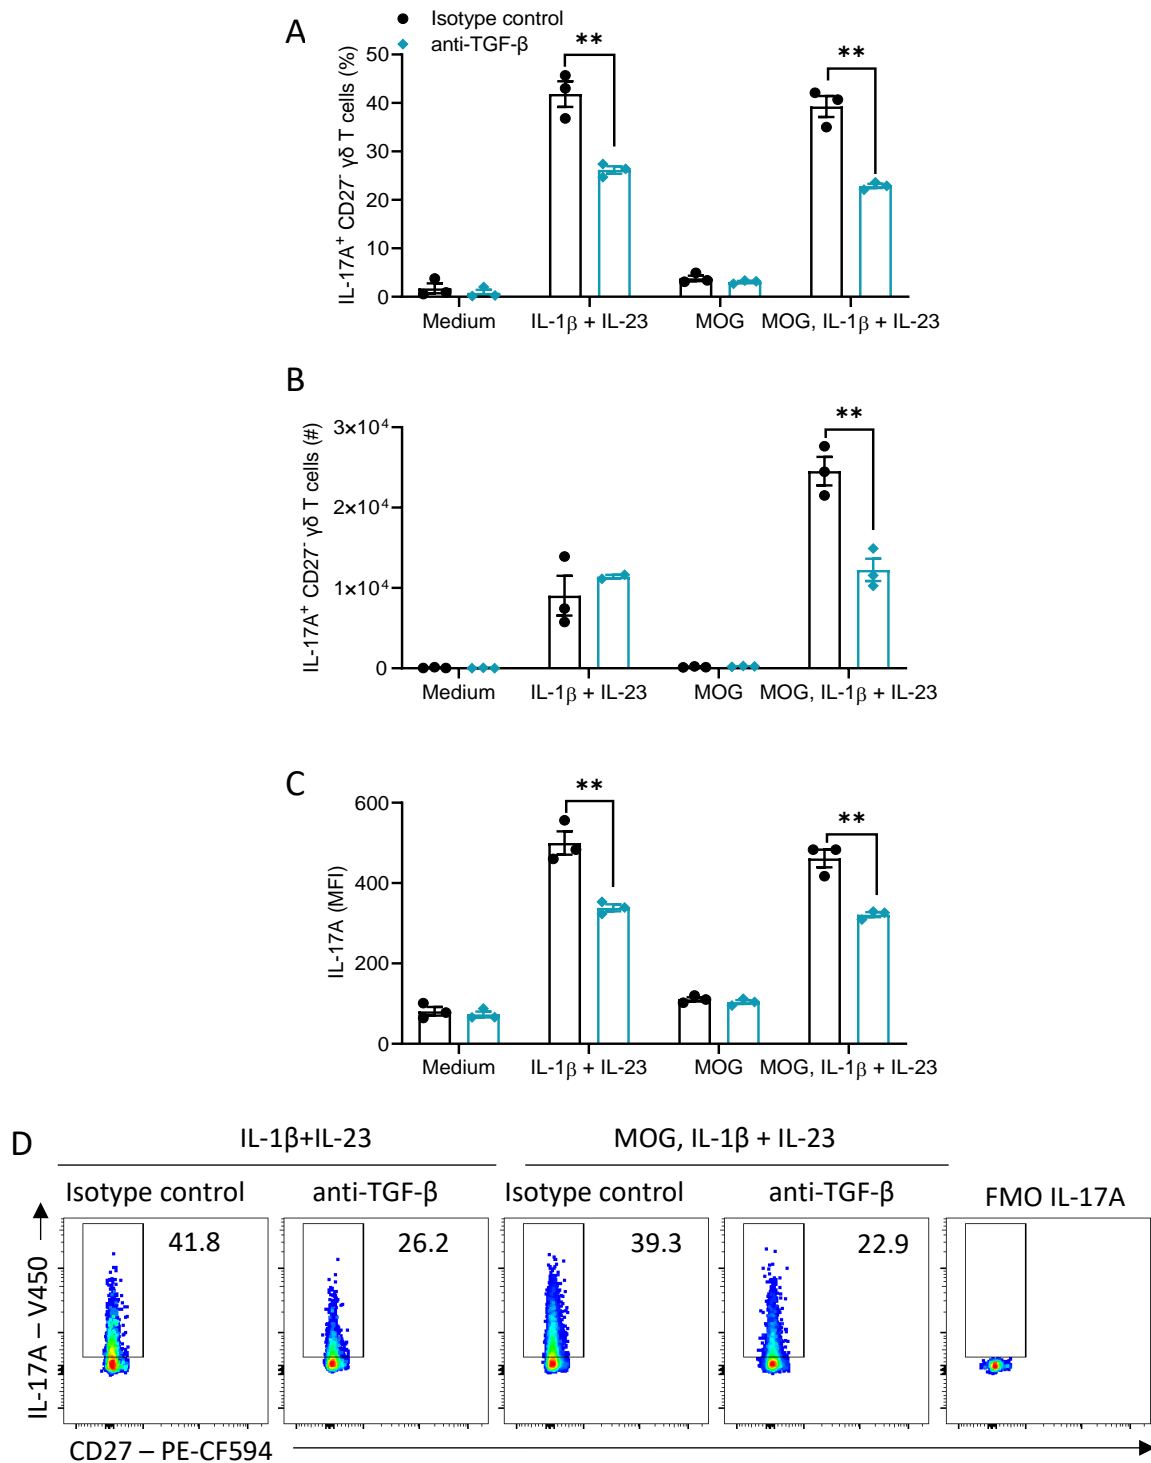 A
Isotype control
anti-TGF-β
**
**
IL-17A⁺ CD27⁻ γδ T cells (%)
50
40
30
20
10
0
Medium
IL-1β + IL-23
MOG
MOG, IL-1β + IL-23
B
**
IL-17A⁺ CD27⁻ γδ T cells (#)
3×10⁴
2×10⁴
1×10⁴
0
Medium
IL-1β + IL-23
MOG
MOG, IL-1β + IL-23
C
**
**
IL-17A (MFI)
600
400
200
0
Medium
IL-1β + IL-23
MOG
MOG, IL-1β + IL-23
D
IL-1β+IL-23
MOG, IL-1β + IL-23
Isotype control
anti-TGF-β
Isotype control
anti-TGF-β
FMO IL-17A
41.8
26.2
39.3
22.9
IL-17A – V450
CD27 – PE-CF594